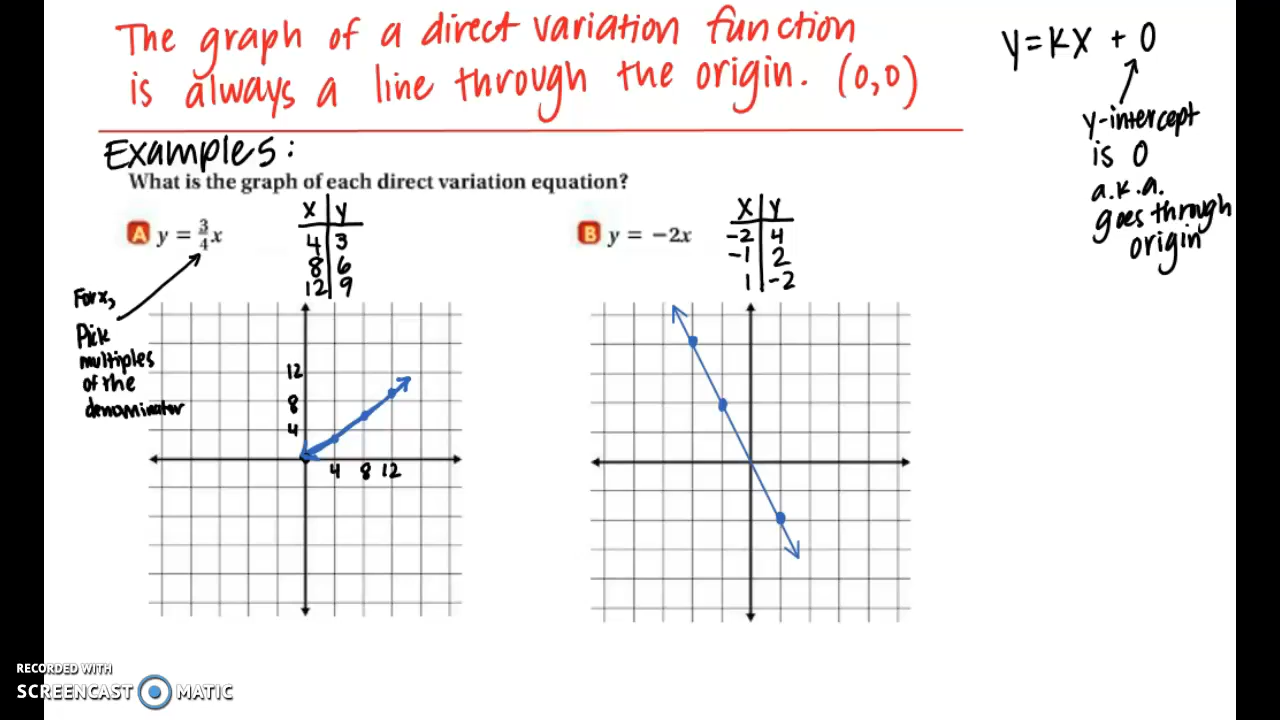 The graph of a direct variation function
is always a line through the origin. (0,0)
y=kx + 0
y-intercept
is 0
a.k.a.
goes through
origin
Examples:
What is the graph of each direct variation equation?
A y = 3/4 x
x | y
4 | 3
8 | 6
12 | 9
For x,
Pick
multiples
of the
denominator
12
8
4
4 8 12
B y = −2x
x | y
-2 | 4
-1 | 2
1 | -2
RECORDED WITH
SCREENCAST MATIC